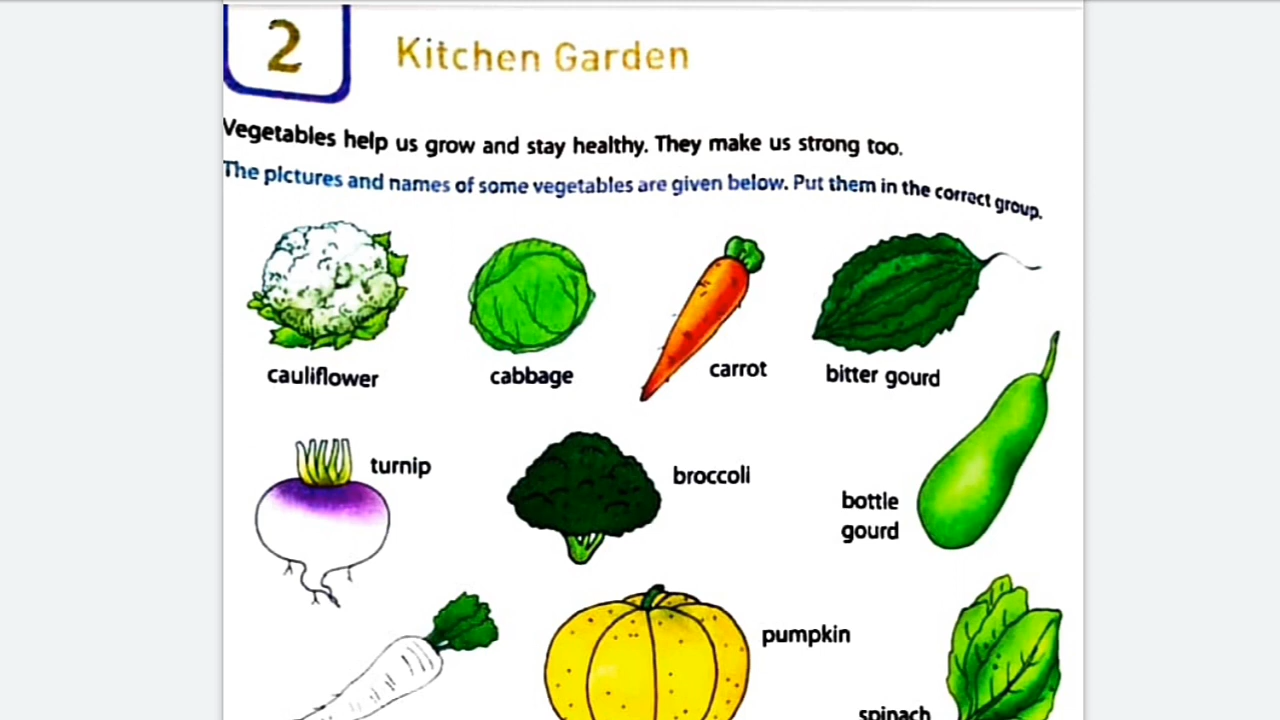 2
Kitchen Garden
Vegetables help us grow and stay healthy. They make us strong too.
The pictures and names of some vegetables are given below. Put them in the correct group.
cauliflower
cabbage
carrot
bitter gourd
turnip
broccoli
bottle
gourd
pumpkin
spinach